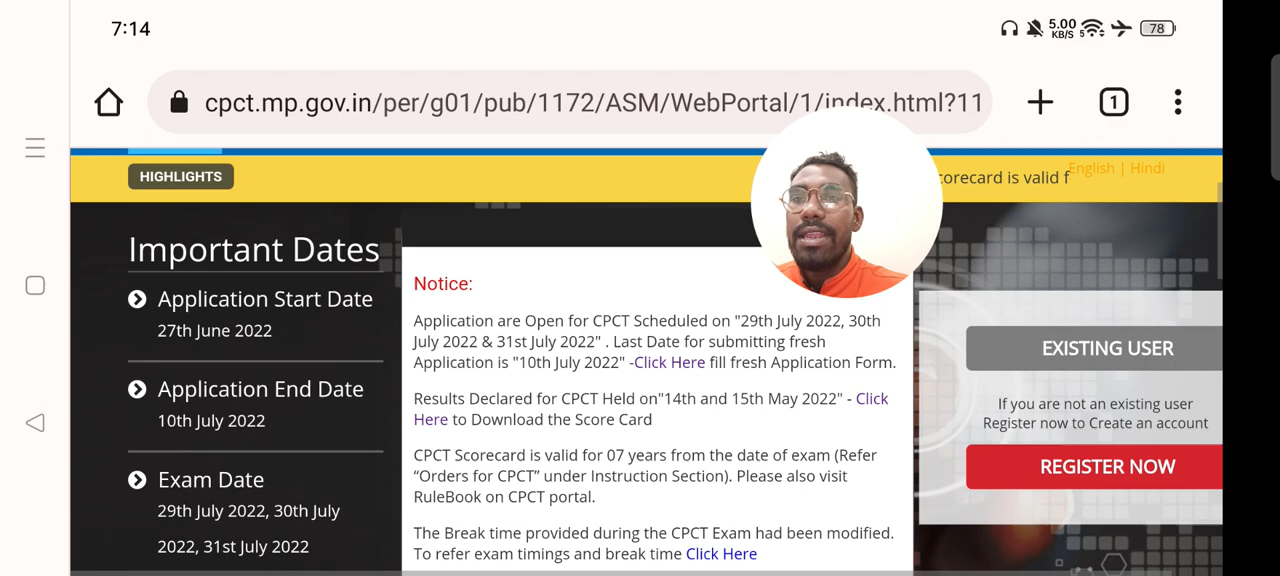 7:14
5.00
KB/S
5
78
cpct.mp.gov.in/per/g01/pub/1172/ASM/WebPortal/1/index.html?11
1
HIGHLIGHTS
corecard is valid f
English | Hindi
Important Dates
Application Start Date
27th June 2022
Application End Date
10th July 2022
Exam Date
29th July 2022, 30th July
2022, 31st July 2022
Notice:
Application are Open for CPCT Scheduled on "29th July 2022, 30th
July 2022 & 31st July 2022" . Last Date for submitting fresh
Application is "10th July 2022" -Click Here fill fresh Application Form.
Results Declared for CPCT Held on"14th and 15th May 2022" - Click
Here to Download the Score Card
CPCT Scorecard is valid for 07 years from the date of exam (Refer
“Orders for CPCT” under Instruction Section). Please also visit
RuleBook on CPCT portal.
The Break time provided during the CPCT Exam had been modified.
To refer exam timings and break time Click Here
EXISTING USER
If you are not an existing user
Register now to Create an account
REGISTER NOW